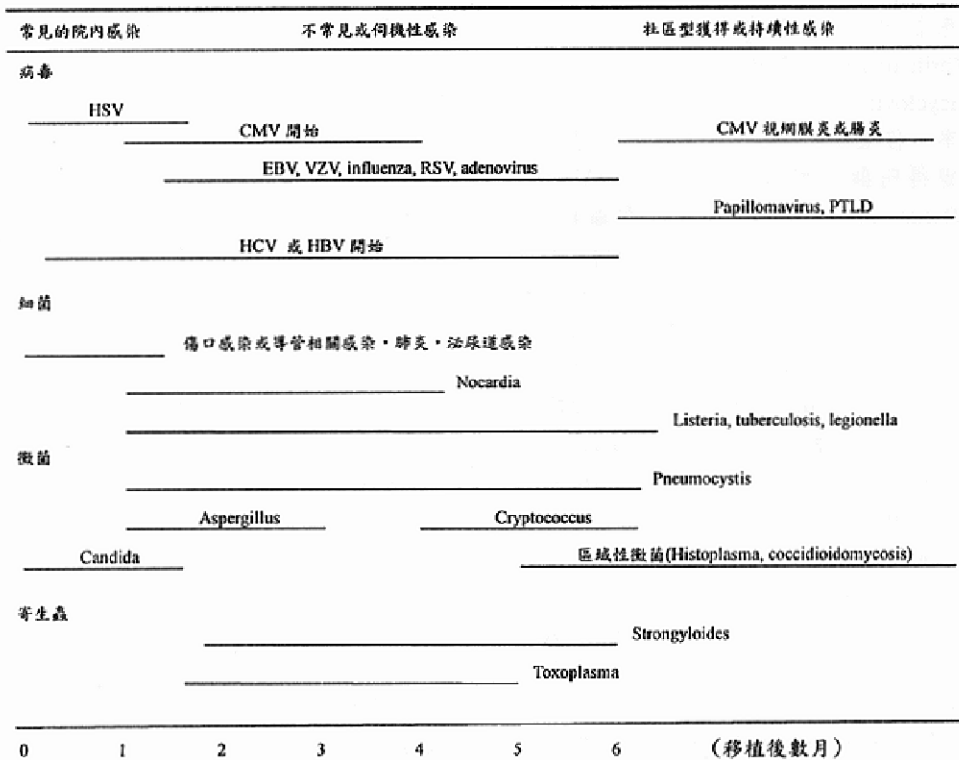 常見的院內感染 不常見或伺機性感染 社區型獲得或持續性感染
病毒
HSV
CMV 開始 CMV 視網膜炎或腸炎
EBV, VZV, influenza, RSV, adenovirus
Papillomavirus, PTLD
HCV 或 HBV 開始
細菌
傷口感染或導管相關感染,肺炎,泌尿道感染
Nocardia
Listeria, tuberculosis, legionella
黴菌
Pneumocystis
Aspergillus Cryptococcus
Candida 區域性黴菌(Histoplasma, coccidioidomycosis)
寄生蟲
Strongyloides
Toxoplasma
0 1 2 3 4 5 6 (移植後數月)